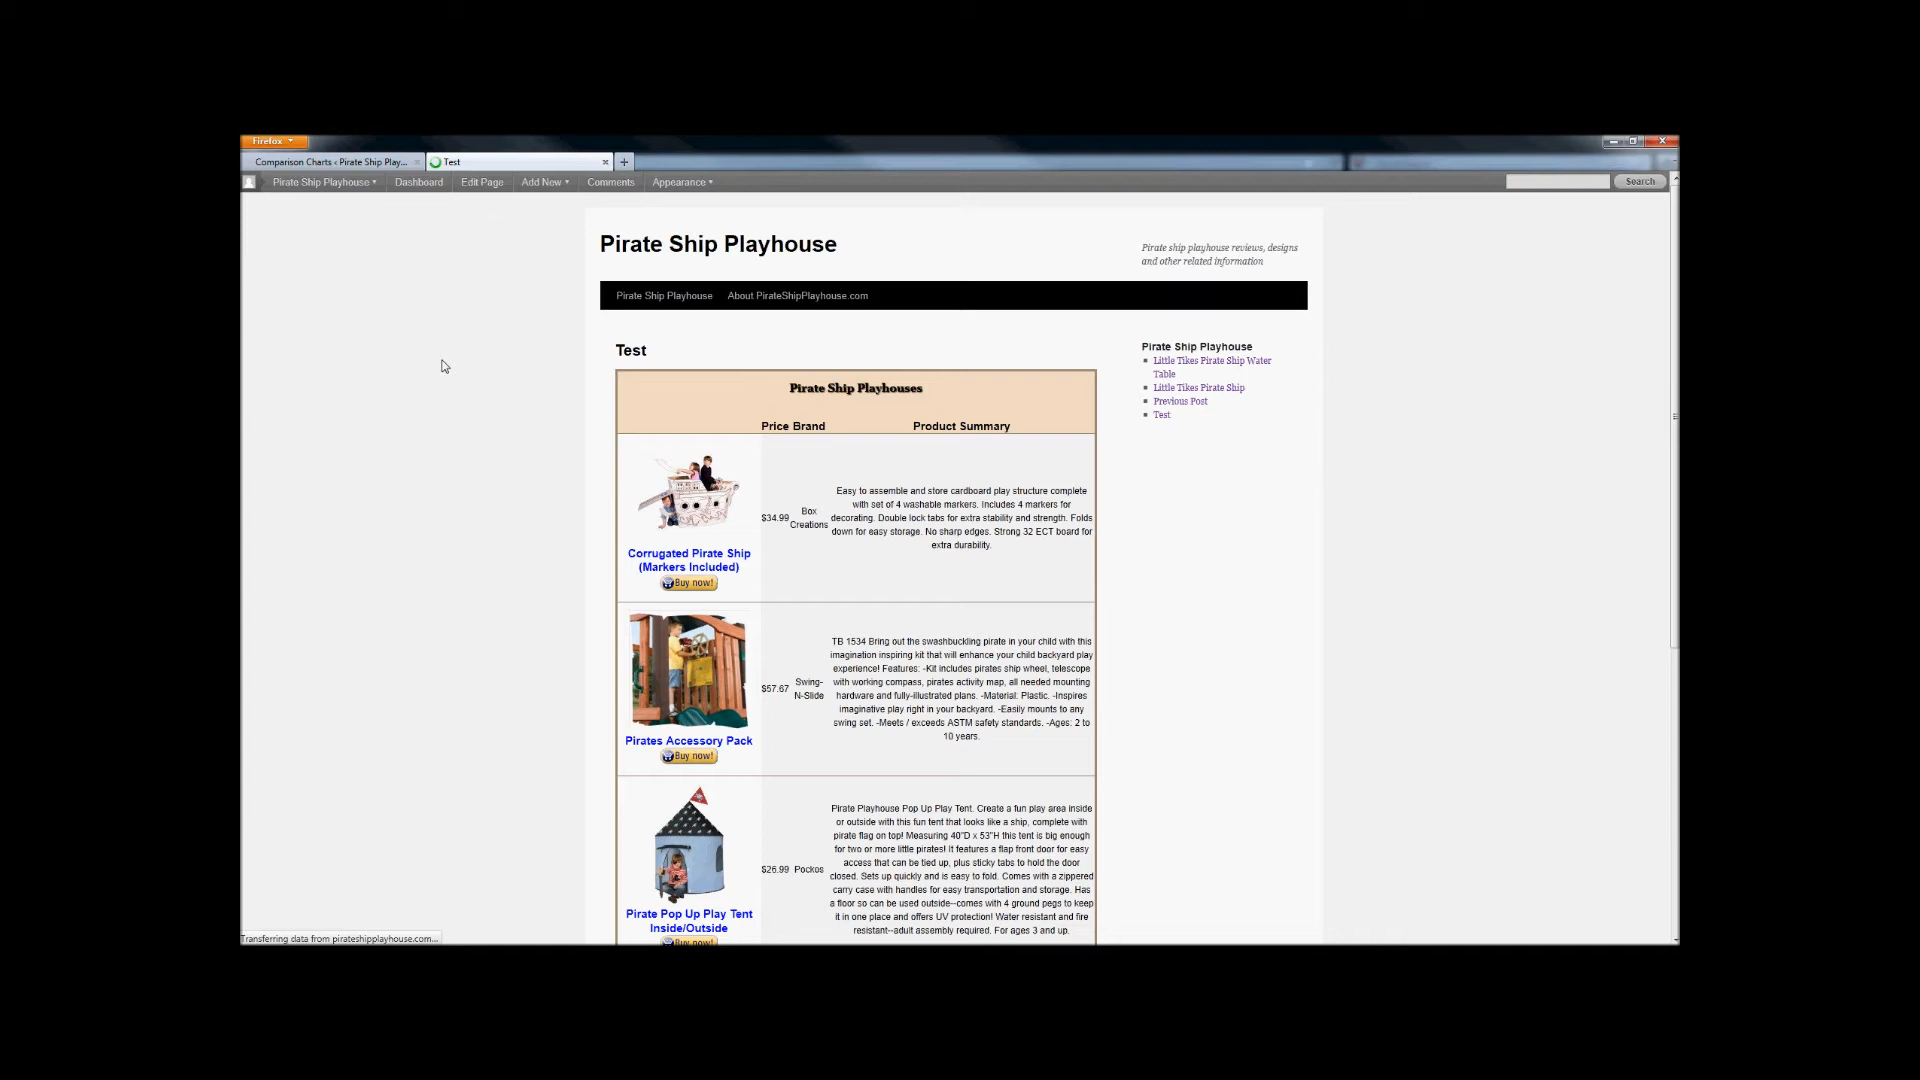 Firefox
Comparison Charts ‹ Pirate Ship Play...
Test
Pirate Ship Playhouse
Dashboard
Edit Page
Add New
Comments
Appearance
Search
Pirate Ship Playhouse
Pirate ship playhouse reviews, designs
and other related information
Pirate Ship Playhouse
About PirateShipPlayhouse.com
Test
Pirate Ship Playhouses
Price Brand
Product Summary
Corrugated Pirate Ship
(Markers Included)
Buy now!
$34.99
Box
Creations
Easy to assemble and store cardboard play structure complete
with set of 4 washable markers. Includes 4 markers for
decorating. Double lock tabs for extra stability and strength. Folds
down for easy storage. No sharp edges. Strong 32 ECT board for
extra durability.
Pirates Accessory Pack
Buy now!
$57.67
Swing-
N-Slide
TB 1534 Bring out the swashbuckling pirate in your child with this
imagination inspiring kit that will enhance your child backyard play
experience! Features: -Kit includes pirates ship wheel, telescope
with working compass, pirates activity map, all needed mounting
hardware and fully-illustrated plans. -Material: Plastic. -Inspires
imaginative play right in your backyard. -Easily mounts to any
swing set. -Meets / exceeds ASTM safety standards. -Ages: 2 to
10 years.
Pirate Pop Up Play Tent
Inside/Outside
Buy now!
$26.99
Pockos
Pirate Playhouse Pop Up Play Tent. Create a fun play area inside
or outside with this fun tent that looks like a ship, complete with
pirate flag on top! Measuring 40"D x 53"H this tent is big enough
for two or more little pirates! It features a flap front door for easy
access that can be tied up, plus sticky tabs to hold the door
closed. Sets up quickly and is easy to fold. Comes with a zippered
carry case with handles for easy transportation and storage. Has
a floor so can be used outside--comes with 4 ground pegs to keep
it in one place and offers UV protection! Water resistant and fire
resistant--adult assembly required. For ages 3 and up.
Pirate Ship Playhouse
Little Tikes Pirate Ship Water
Table
Little Tikes Pirate Ship
Previous Post
Test
Transferring data from pirateshipplayhouse.com...